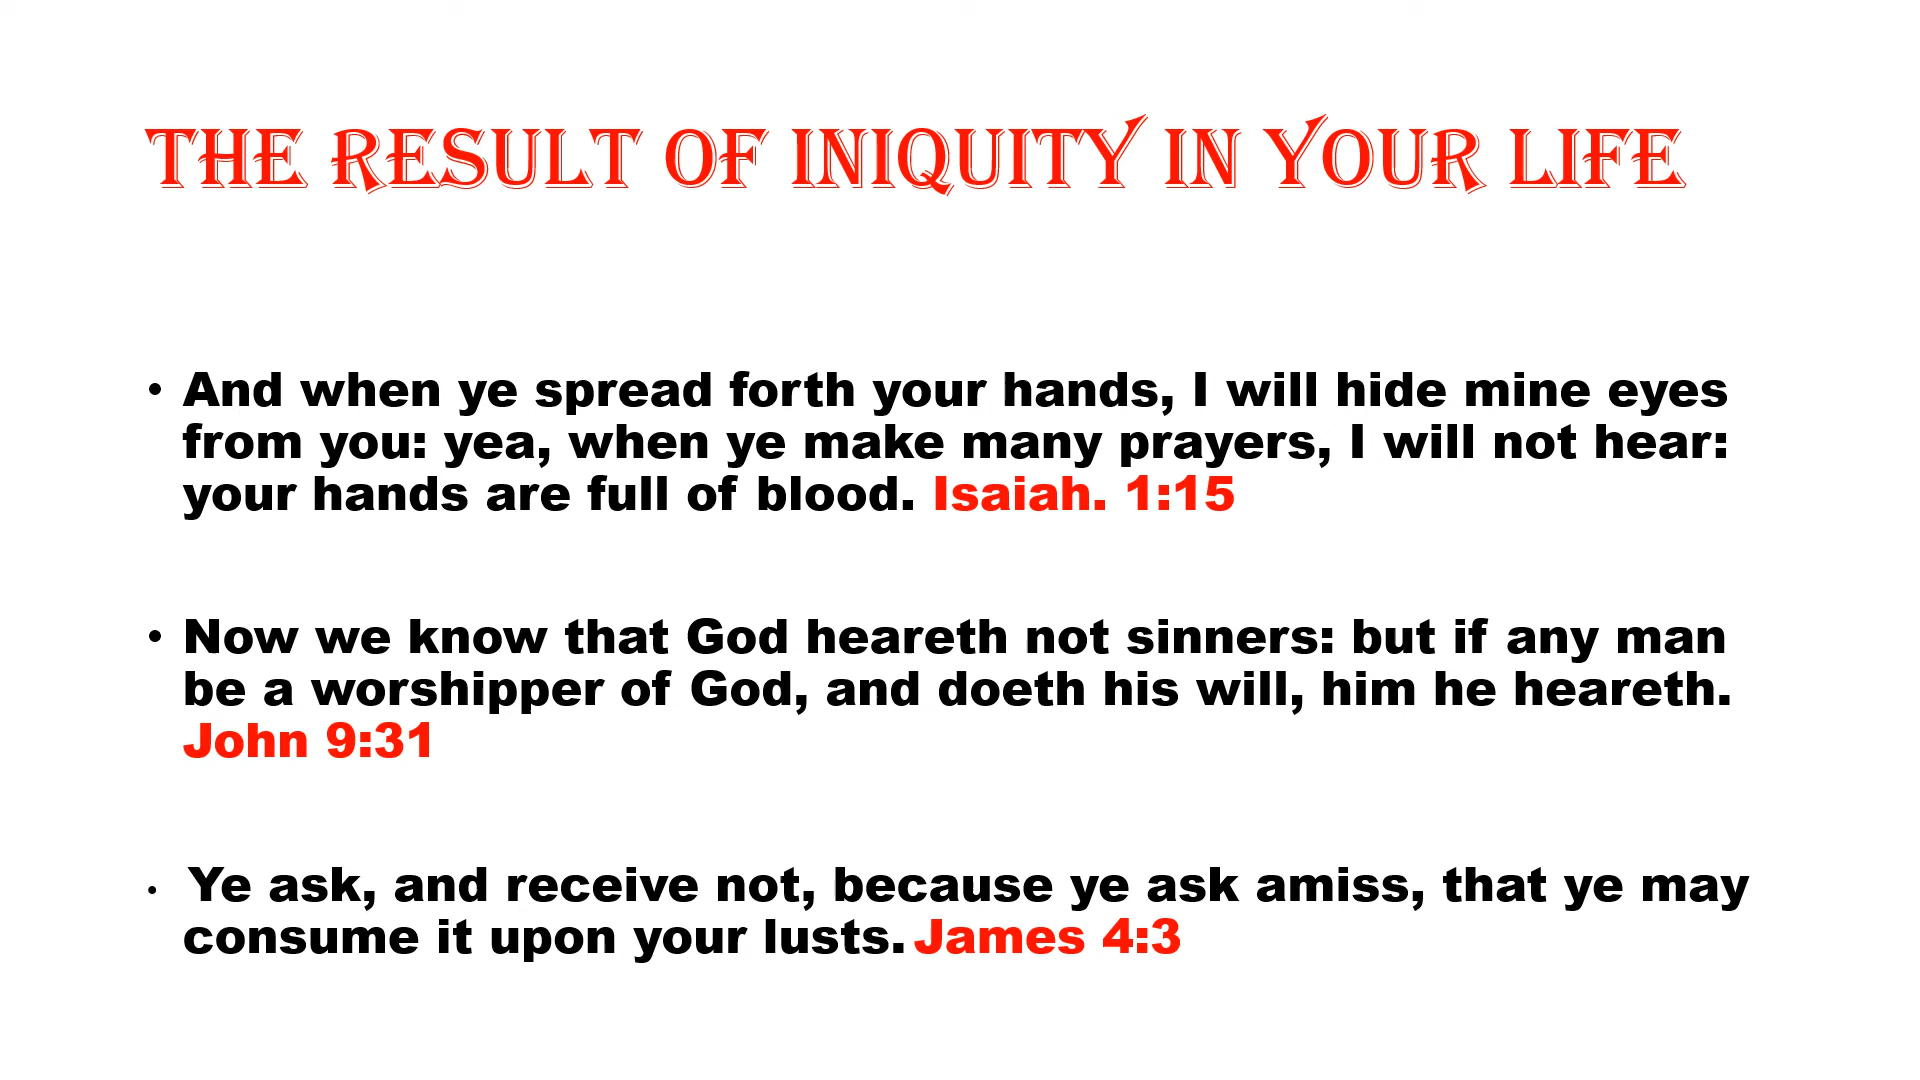 THE RESULT OF INIQUITY IN YOUR LIFE
• And when ye spread forth your hands, I will hide mine eyes
from you: yea, when ye make many prayers, I will not hear:
your hands are full of blood. Isaiah. 1:15
• Now we know that God heareth not sinners: but if any man
be a worshipper of God, and doeth his will, him he heareth.
John 9:31
• Ye ask, and receive not, because ye ask amiss, that ye may
consume it upon your lusts. James 4:3